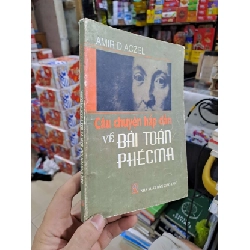 AMIR D. ACZEL
Câu chuyện hấp dẫn
VỀ BÀI TOÁN
PHÉCMA